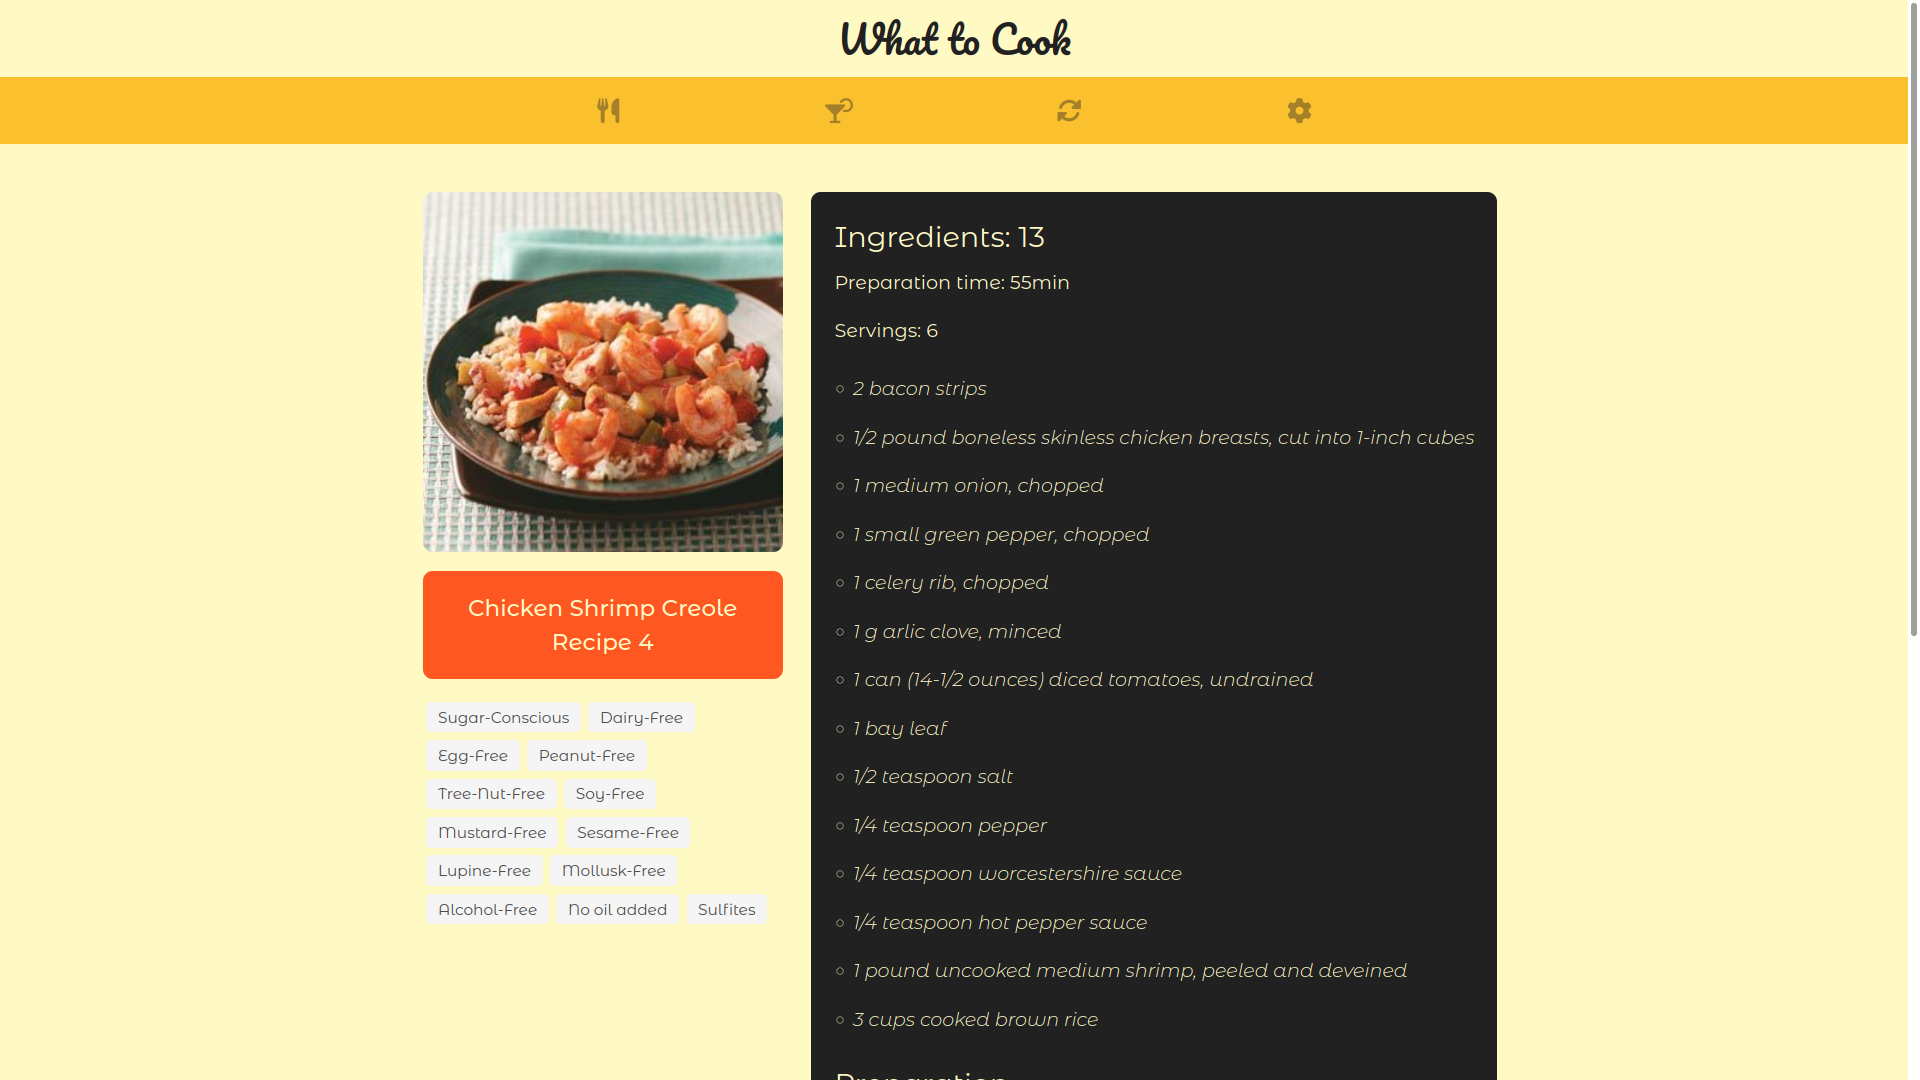 What to Cook
Chicken Shrimp Creole
Recipe 4
Sugar-Conscious Dairy-Free
Egg-Free Peanut-Free
Tree-Nut-Free Soy-Free
Mustard-Free Sesame-Free
Lupine-Free Mollusk-Free
Alcohol-Free No oil added Sulfites
Ingredients: 13
Preparation time: 55min
Servings: 6
2 bacon strips
1/2 pound boneless skinless chicken breasts, cut into 1-inch cubes
1 medium onion, chopped
1 small green pepper, chopped
1 celery rib, chopped
1 g arlic clove, minced
1 can (14-1/2 ounces) diced tomatoes, undrained
1 bay leaf
1/2 teaspoon salt
1/4 teaspoon pepper
1/4 teaspoon worcestershire sauce
1/4 teaspoon hot pepper sauce
1 pound uncooked medium shrimp, peeled and deveined
3 cups cooked brown rice
Preparation